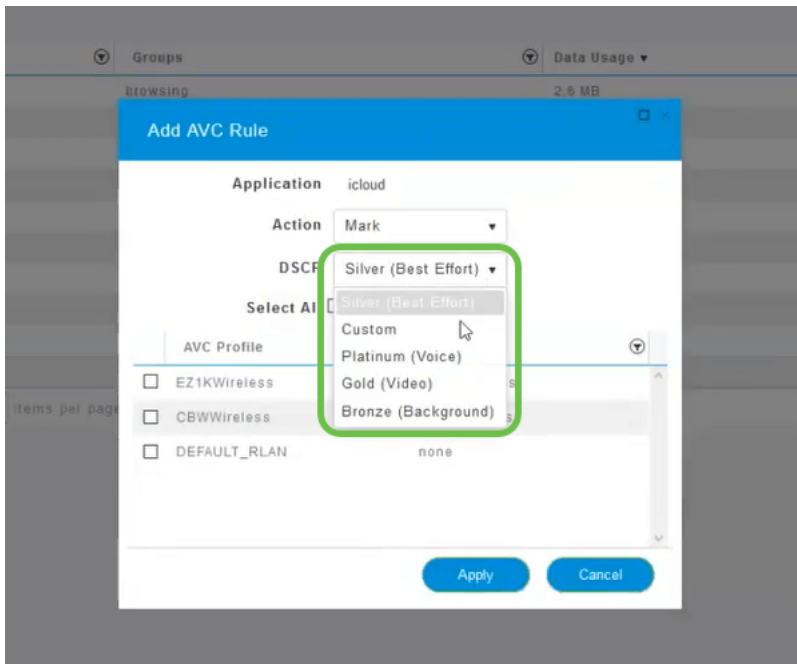 Groups Data Usage ▼
browsing 2.6 MB
Add AVC Rule
Application icloud
Action Mark
DSCP Silver (Best Effort)
Select Al Silver (Best Effort)
Custom
AVC Profile Platinum (Voice)
EZ1KWireless Gold (Video) s
CBWWireless Bronze (Background) s
DEFAULT_RLAN none
items per page
Apply Cancel